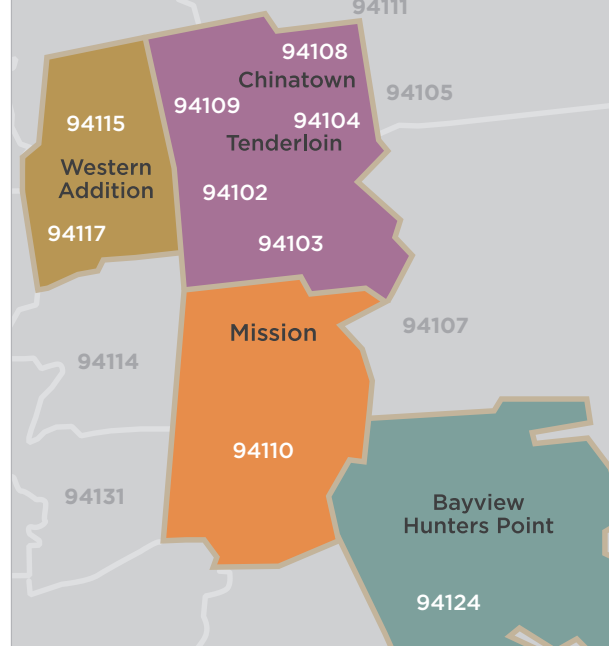 94111
94108
Chinatown
94105
94109
94104
94115
Tenderloin
Western
Addition
94102
94117
94103
94107
Mission
94114
94110
94131
Bayview
Hunters Point
94124